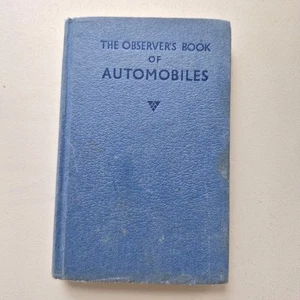 THE OBSERVER'S BOOK
OF
AUTOMOBILES